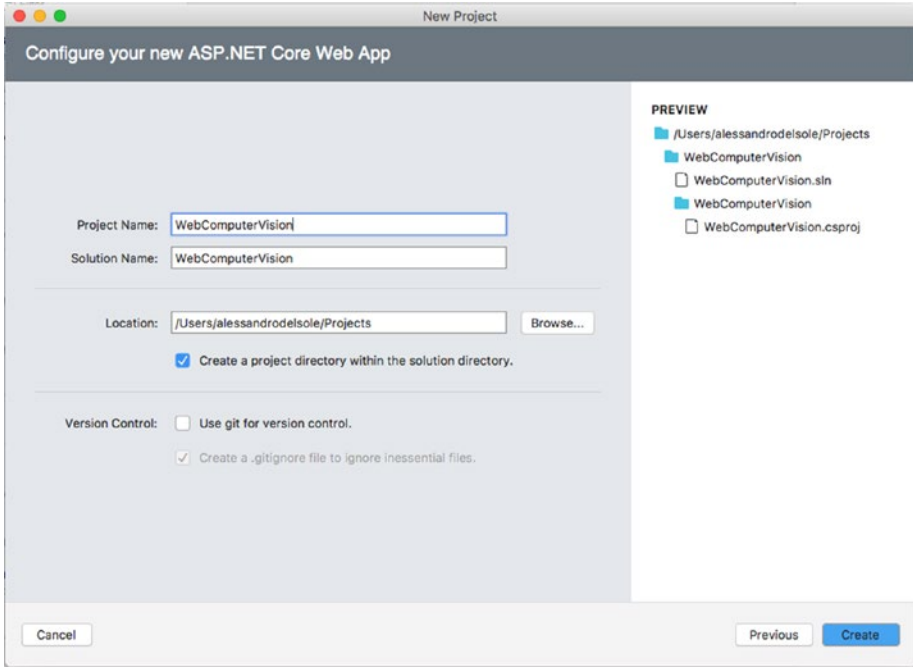 New Project
Configure your new ASP.NET Core Web App
PREVIEW
/Users/alessandrodelsole/Projects
WebComputerVision
WebComputerVision.sln
WebComputerVision
WebComputerVision.csproj
Project Name: WebComputerVision
Solution Name: WebComputerVision
Location: /Users/alessandrodelsole/Projects Browse...
Create a project directory within the solution directory.
Version Control: Use git for version control.
Create a .gitignore file to ignore inessential files.
Cancel Previous Create